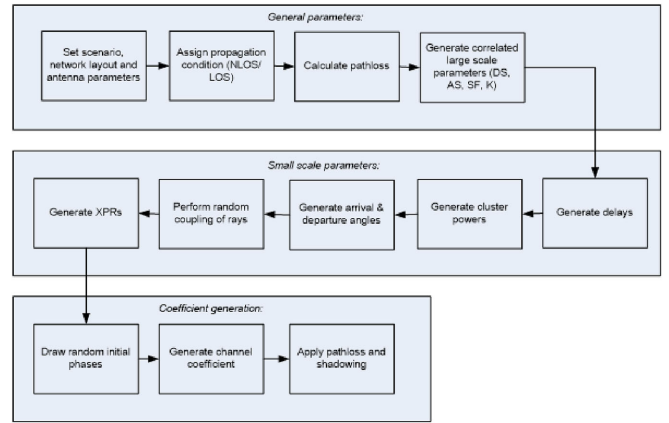 General parameters:
Set scenario,
network layout and
antenna parameters
Assign propagation
condition (NLOS/
LOS)
Calculate pathloss
Generate correlated
large scale
parameters (DS,
AS, SF, K)
Small scale parameters:
Generate XPRs
Perform random
coupling of rays
Generate arrival &
departure angles
Generate cluster
powers
Generate delays
Coefficient generation:
Draw random initial
phases
Generate channel
coefficient
Apply pathloss and
shadowing